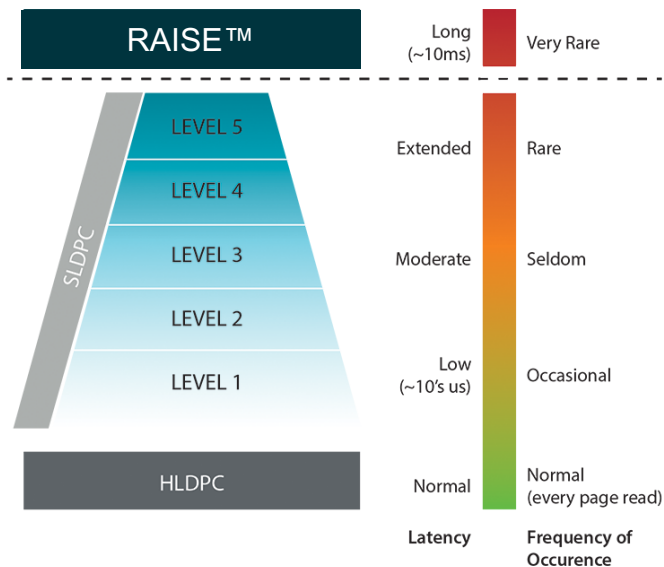 RAISE™
Long
(~10ms)
Very Rare
SLDPC
LEVEL 5
Extended
Rare
LEVEL 4
LEVEL 3
Moderate
Seldom
LEVEL 2
LEVEL 1
Low
(~10's us)
Occasional
HLDPC
Normal
Normal
(every page read)
Latency
Frequency of
Occurence